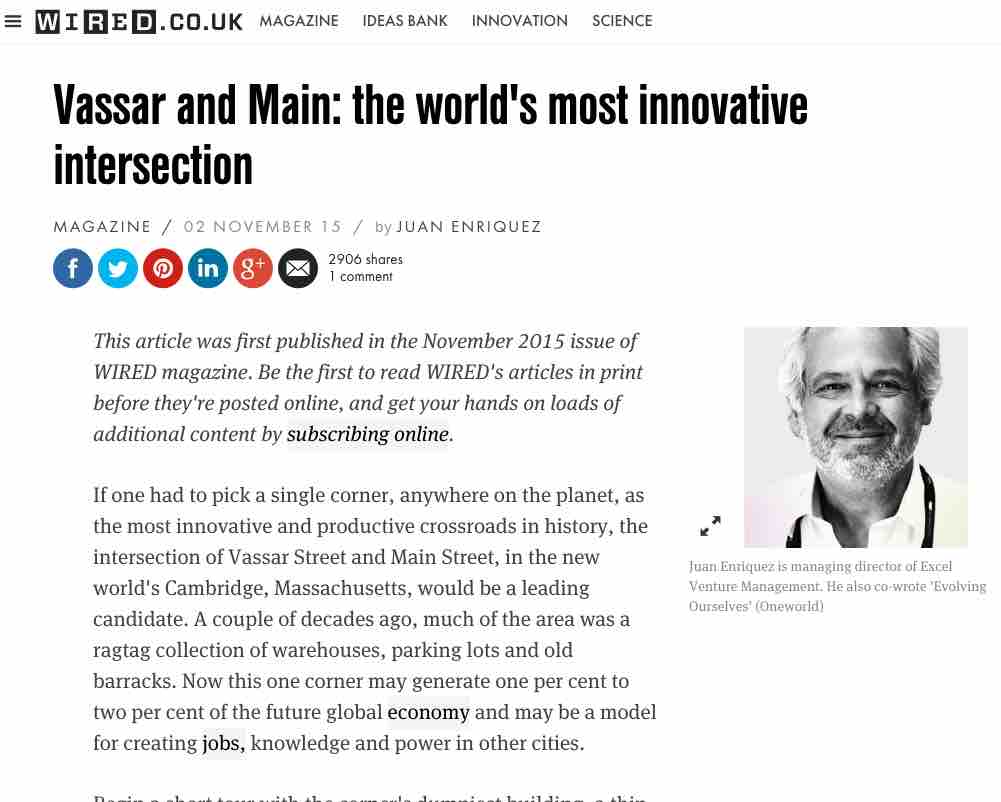 WIRED.CO.UK MAGAZINE IDEAS BANK INNOVATION SCIENCE
Vassar and Main: the world's most innovative
intersection
MAGAZINE / 02 NOVEMBER 15 / by JUAN ENRIQUEZ
f in g+ 2906 shares
1 comment
This article was first published in the November 2015 issue of
WIRED magazine. Be the first to read WIRED's articles in print
before they're posted online, and get your hands on loads of
additional content by subscribing online.
If one had to pick a single corner, anywhere on the planet, as
the most innovative and productive crossroads in history, the
intersection of Vassar Street and Main Street, in the new
world's Cambridge, Massachusetts, would be a leading
candidate. A couple of decades ago, much of the area was a
ragtag collection of warehouses, parking lots and old
barracks. Now this one corner may generate one per cent to
two per cent of the future global economy and may be a model
for creating jobs, knowledge and power in other cities.
Juan Enriquez is managing director of Excel
Venture Management. He also co-wrote 'Evolving
Ourselves' (Oneworld)